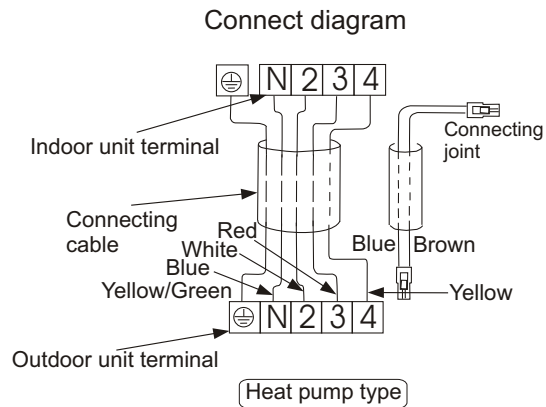 Connect diagram
N 2 3 4
Indoor unit terminal
Connecting
joint
Connecting
cable
Red
White
Blue
Yellow/Green
Blue Brown
Yellow
N 2 3 4
Outdoor unit terminal
Heat pump type